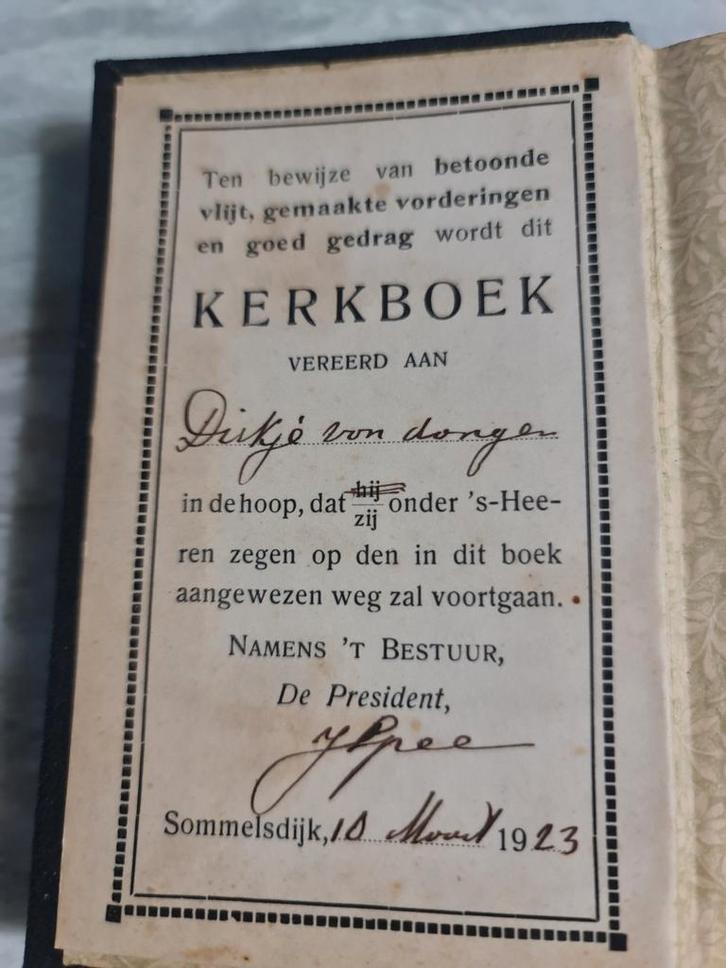 Ten bewijze van betoonde
vlijt, gemaakte vorderingen
en goed gedrag wordt dit
KERKBOEK
VEREERD AAN
Dirkje van dongen
in de hoop, dat hij onder 's-Hee-
zij
ren zegen op den in dit boek
aangewezen weg zal voortgaan.
NAMENS 'T BESTUUR,
De President,
Spee
Sommelsdijk, 10 Maart 1923